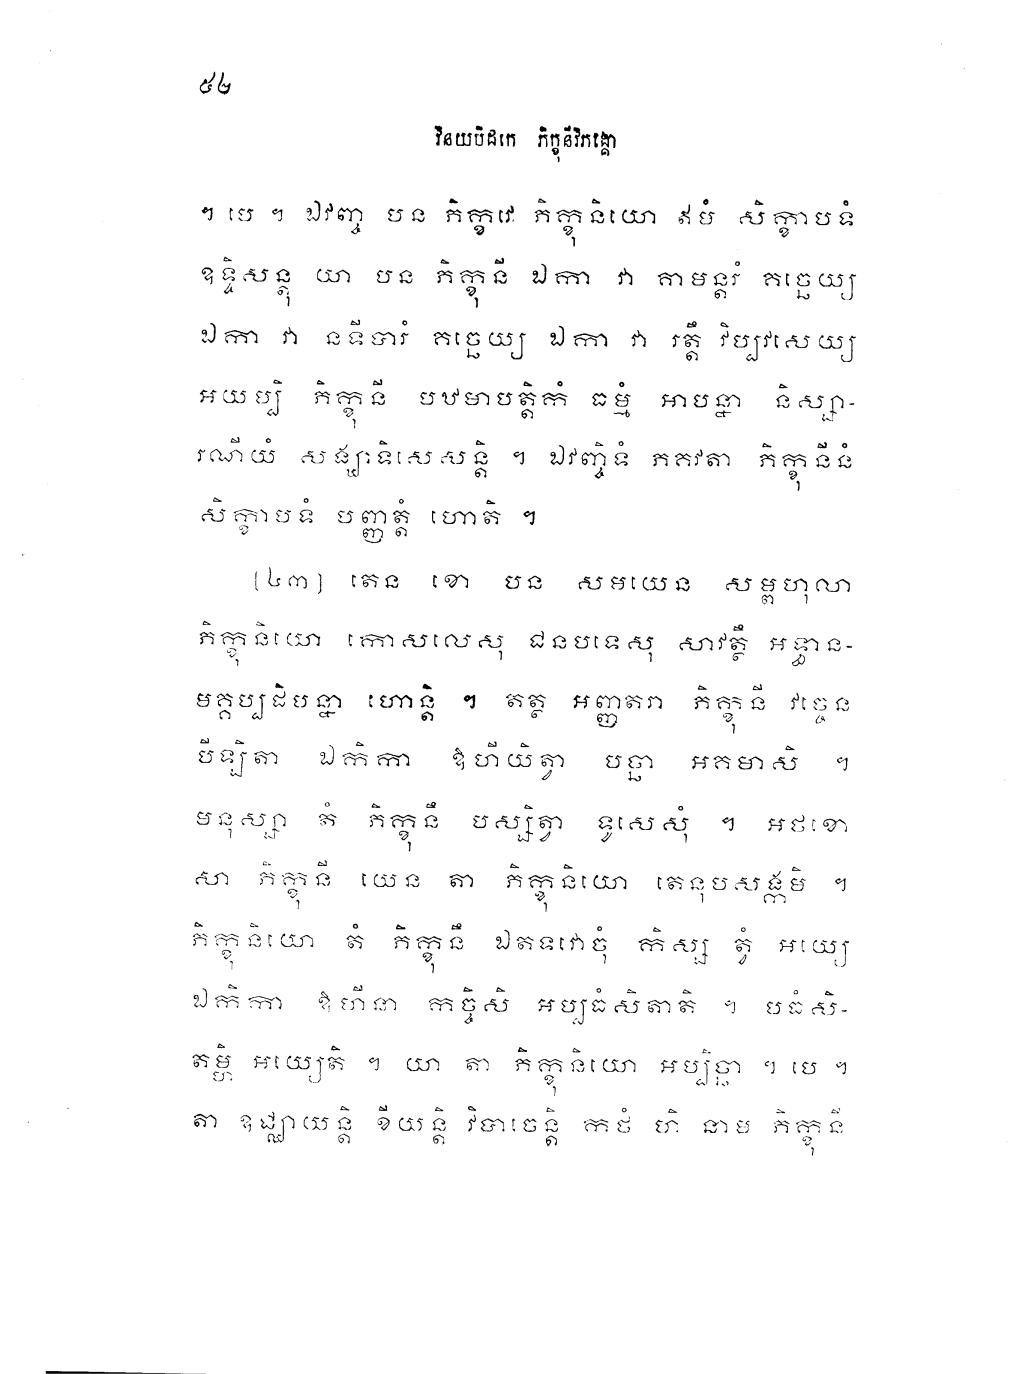 ៥២
វិនយបិដកេ ភិក្ខុនីវិភង្គោ
។ បេ ។ ឯវញ្ច បន ភិក្ខវេ ភិក្ខុនិយោ ឥមំ សិក្ខាបទំ
ឧទ្ទិសន្តុ យា បន ភិក្ខុនី ឯកា វា គាមន្តរំ គច្ឆេយ្យ
ឯកា វា នទីបារំ គច្ឆេយ្យ ឯកា វា រត្តឹ វិប្បវសេយ្យ
អយម្បិ ភិក្ខុនី បឋមាបត្តិកំ ធម្មំ អាបន្នា និស្សា-
រណីយំ សង្ឃាទិសេសន្តិ ។ ឯវញ្ចិទំ ភគវតា ភិក្ខុនីនំ
សិក្ខាបទំ បញ្ញត្តំ ហោតិ ។
(៤៣) តេន ខោ បន សមយេន សម្ពហុលា
ភិក្ខុនិយោ កោសលេសុ ជនបទេសុ សាវត្ថឹ អទ្ធាន-
មគ្គប្បដិបន្នា ហោន្តិ ។ តត្ថ អញ្ញតរា ភិក្ខុនី វច្ចេន
បីឡិតា ឯកិកា ឱហីយិត្វា បច្ឆា អគមាសិ ។
មនុស្សា តំ ភិក្ខុនឹ បស្សិត្វា ទូសេសុំ ។ អថខោ
សា ភិក្ខុនី យេន តា ភិក្ខុនិយោ តេនុបសង្កមិ ។
ភិក្ខុនិយោ តំ ភិក្ខុនឹ ឯតទវោចុំ កិស្ស ត្វំ អយ្យេ
ឯកិកា ឱហីនា កច្ចិសិ អប្បធំសិតាតិ ។ បធំសិ-
តម្ហិ អយ្យេតិ ។ យា តា ភិក្ខុនិយោ អប្បិច្ឆា ។ បេ ។
តា ឧជ្ឈាយន្តិ ខីយន្តិ វិបាចេន្តិ កថំ ហិ នាម ភិក្ខុនី